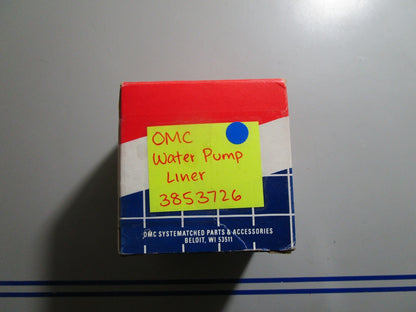 OMC
Water Pump
Liner
3853726
OMC SYSTEMATCHED PARTS & ACCESSORIES
BELOIT, WI 53511